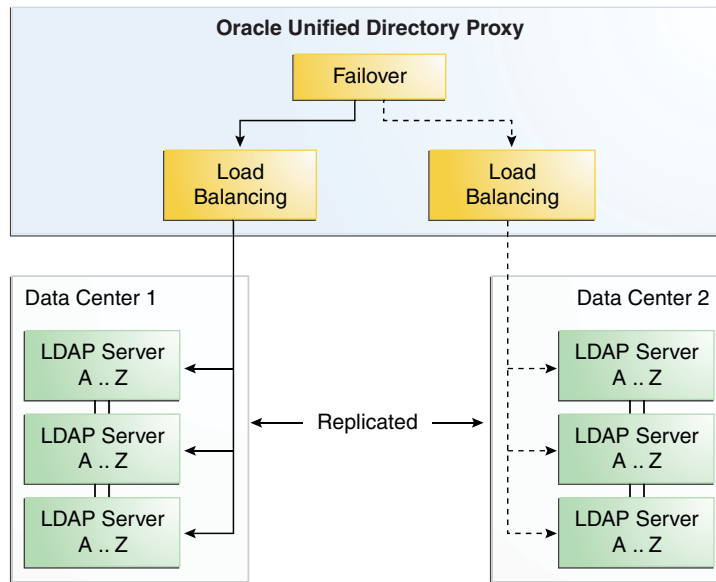 Oracle Unified Directory Proxy
Failover
Load
Balancing
Load
Balancing
Data Center 1
LDAP Server
A .. Z
LDAP Server
A .. Z
LDAP Server
A .. Z
Replicated
Data Center 2
LDAP Server
A .. Z
LDAP Server
A .. Z
LDAP Server
A .. Z